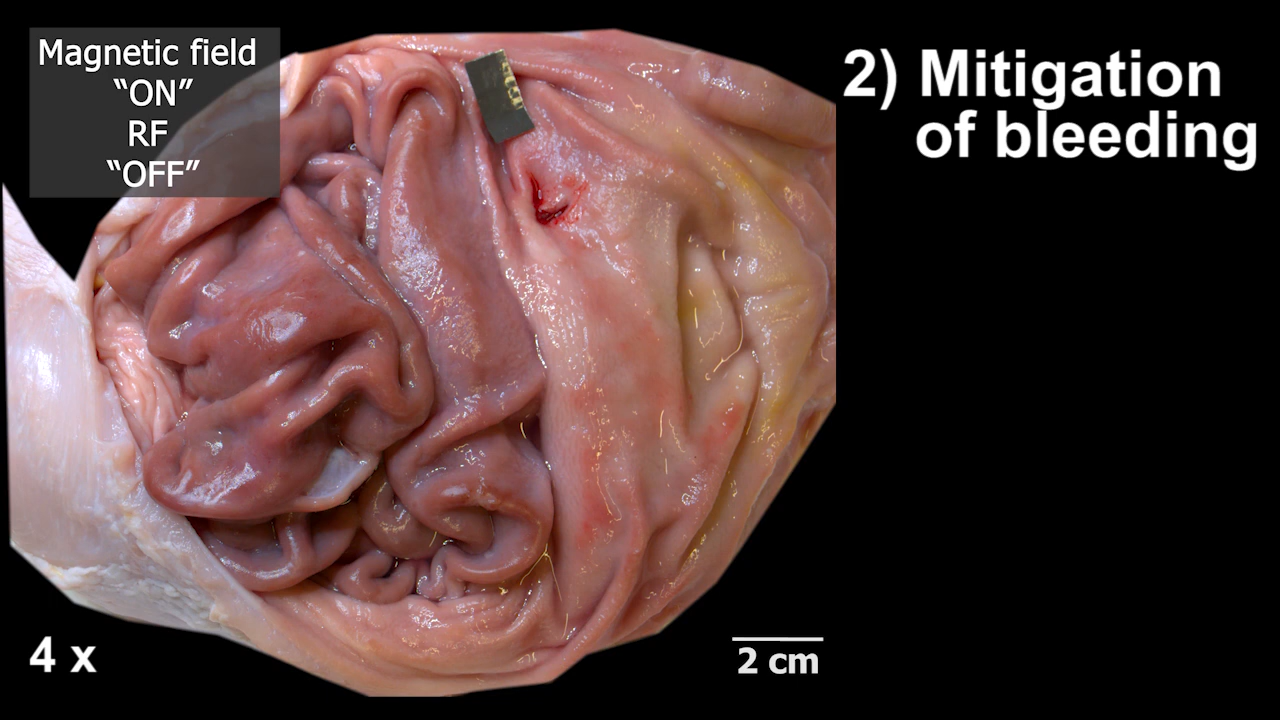 Magnetic field
“ON”
RF
“OFF”
2) Mitigation
of bleeding
4 x
2 cm